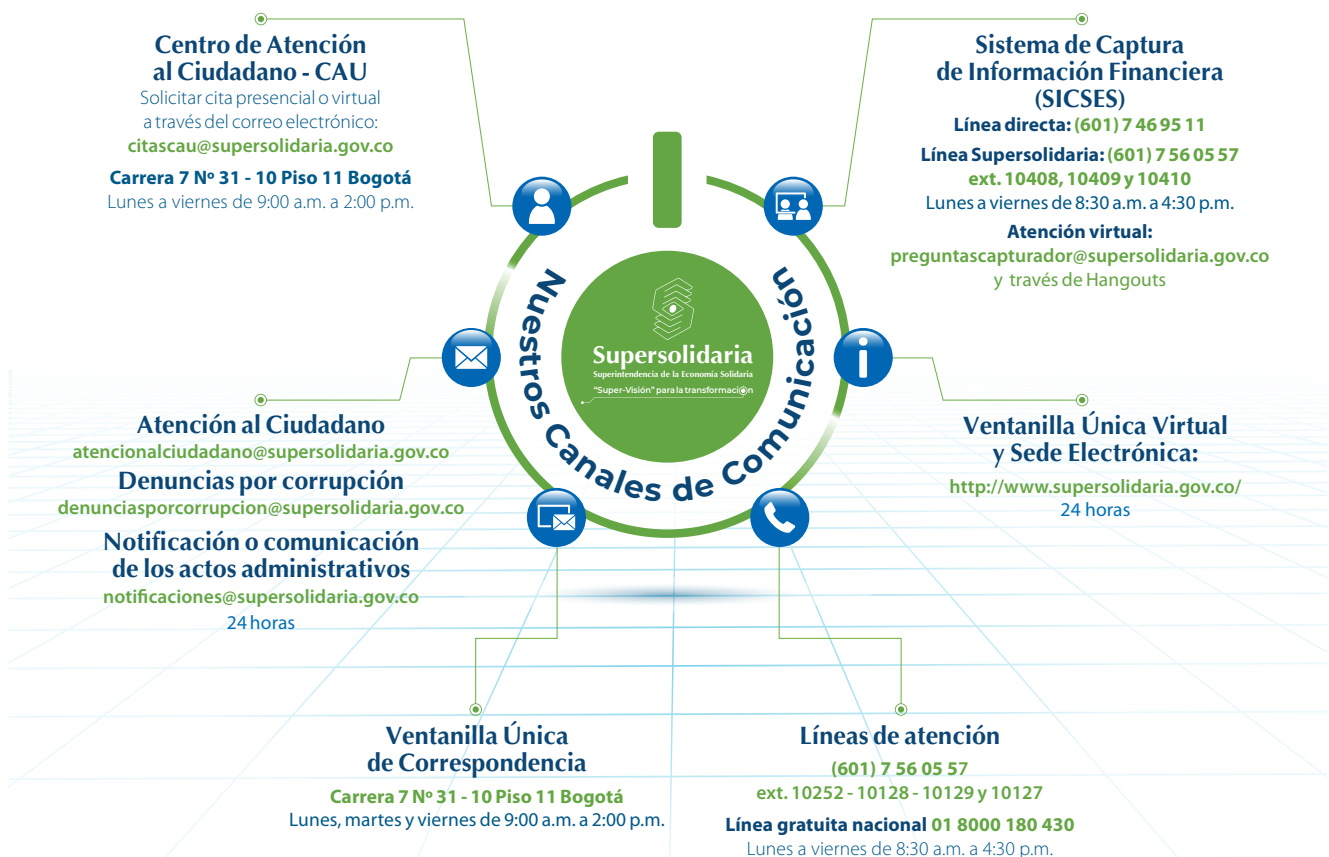 Centro de Atención
al Ciudadano - CAU
Solicitar cita presencial o virtual
a través del correo electrónico:
citascau@supersolidaria.gov.co
Carrera 7 Nº 31 - 10 Piso 11 Bogotá
Lunes a viernes de 9:00 a.m. a 2:00 p.m.
Sistema de Captura
de Información Financiera
(SICSES)
Línea directa: (601) 7 46 95 11
Línea Supersolidaria: (601) 7 56 05 57
ext. 10408, 10409 y 10410
Lunes a viernes de 8:30 a.m. a 4:30 p.m.
Atención virtual:
preguntascapturador@supersolidaria.gov.co
y través de Hangouts
Nuestros Canales de Comunicación
Supersolidaria
Superintendencia de la Economía Solidaria
"Super-Visión" para la transformación
Atención al Ciudadano
atencionalciudadano@supersolidaria.gov.co
Denuncias por corrupción
denunciasporcorrupcion@supersolidaria.gov.co
Notificación o comunicación
de los actos administrativos
notificaciones@supersolidaria.gov.co
24 horas
Ventanilla Única Virtual
y Sede Electrónica:
http://www.supersolidaria.gov.co/
24 horas
Ventanilla Única
de Correspondencia
Carrera 7 Nº 31 - 10 Piso 11 Bogotá
Lunes, martes y viernes de 9:00 a.m. a 2:00 p.m.
Líneas de atención
(601) 7 56 05 57
ext. 10252 - 10128 - 10129 y 10127
Línea gratuita nacional 01 8000 180 430
Lunes a viernes de 8:30 a.m. a 4:30 p.m.